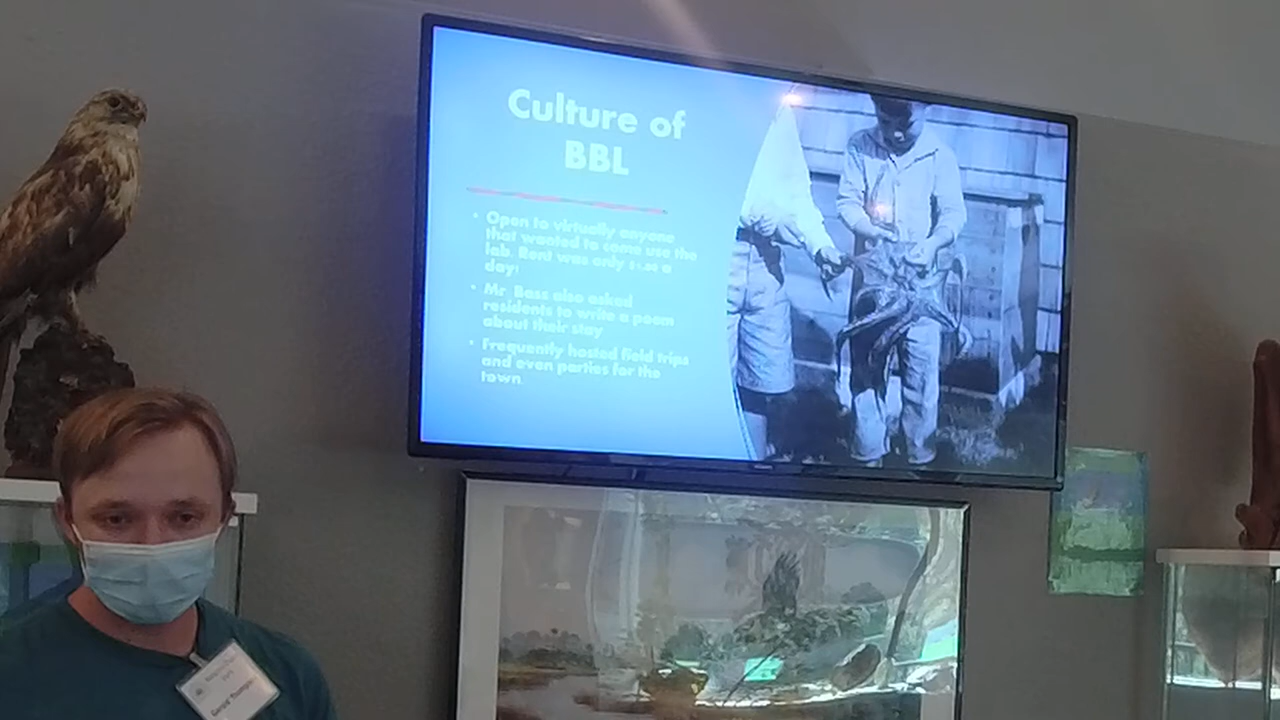 Culture of
BBL
• Open to virtually anyone
that wanted to come use the
lab. Rent was only a
day!
• Mr. Bass also asked
residents to write a poem
about their stay
• Frequently hosted field trips
and even parties for the
town.